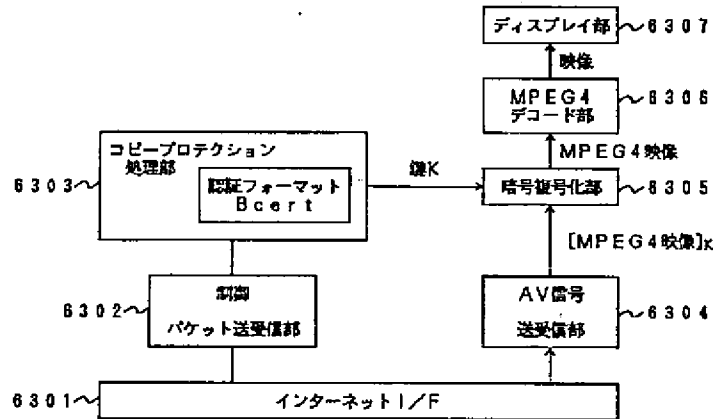 ディスプレイ部
6307
映像
MPEG4
デコード部
6306
MPEG4映像
コピープロテクション
処理部
認証フォーマット
Bcert
6303
鍵K
暗号複号化部
6305
[MPEG4映像]K
制御
パケット送受信部
6302
AV信号
送受信部
6304
6301
インターネットI/F